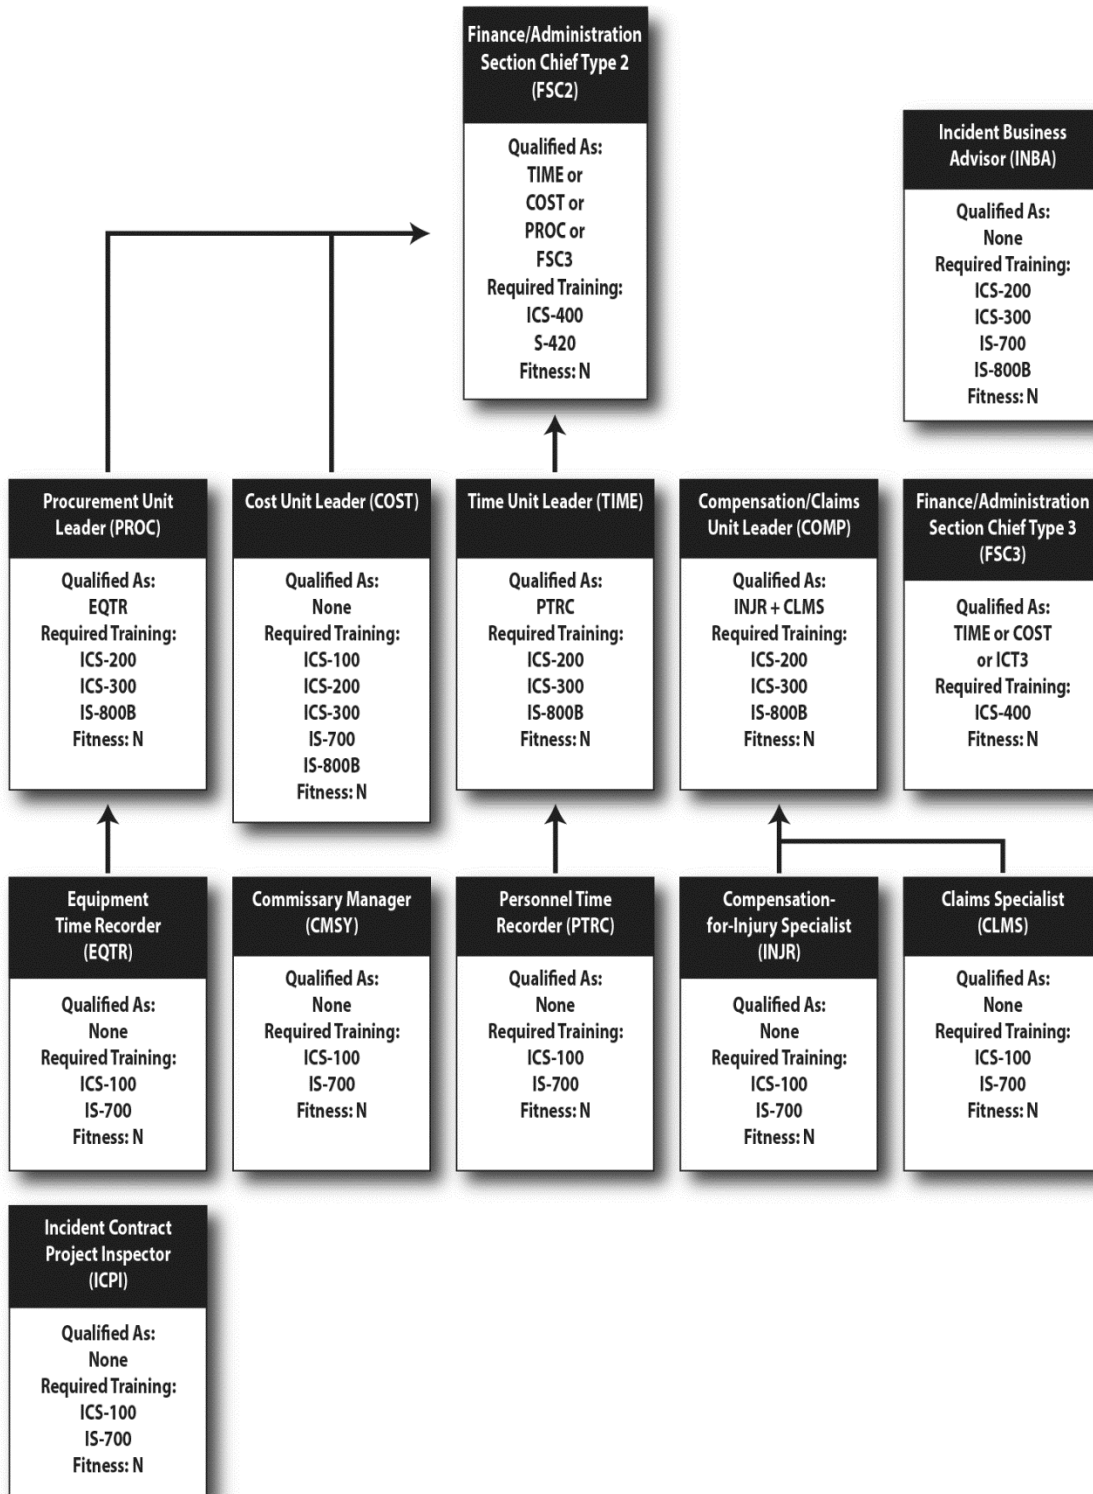 Finance/Administration
Section Chief Type 2
(FSC2)
Qualified As:
TIME or
COST or
PROC or
FSC3
Required Training:
ICS-400
S-420
Fitness: N
Incident Business
Advisor (INBA)
Qualified As:
None
Required Training:
ICS-200
ICS-300
IS-700
IS-800B
Fitness: N
Procurement Unit
Leader (PROC)
Qualified As:
EQTR
Required Training:
ICS-200
ICS-300
IS-800B
Fitness: N
Cost Unit Leader (COST)
Qualified As:
None
Required Training:
ICS-100
ICS-200
ICS-300
IS-700
IS-800B
Fitness: N
Time Unit Leader (TIME)
Qualified As:
PTRC
Required Training:
ICS-200
ICS-300
IS-800B
Fitness: N
Compensation/Claims
Unit Leader (COMP)
Qualified As:
INJR + CLMS
Required Training:
ICS-200
ICS-300
IS-800B
Fitness: N
Finance/Administration
Section Chief Type 3
(FSC3)
Qualified As:
TIME or COST
or ICT3
Required Training:
ICS-400
Fitness: N
Equipment
Time Recorder
(EQTR)
Qualified As:
None
Required Training:
ICS-100
IS-700
Fitness: N
Commissary Manager
(CMSY)
Qualified As:
None
Required Training:
ICS-100
IS-700
Fitness: N
Personnel Time
Recorder (PTRC)
Qualified As:
None
Required Training:
ICS-100
IS-700
Fitness: N
Compensation-
for-Injury Specialist
(INJR)
Qualified As:
None
Required Training:
ICS-100
IS-700
Fitness: N
Claims Specialist
(CLMS)
Qualified As:
None
Required Training:
ICS-100
IS-700
Fitness: N
Incident Contract
Project Inspector
(ICPI)
Qualified As:
None
Required Training:
ICS-100
IS-700
Fitness: N